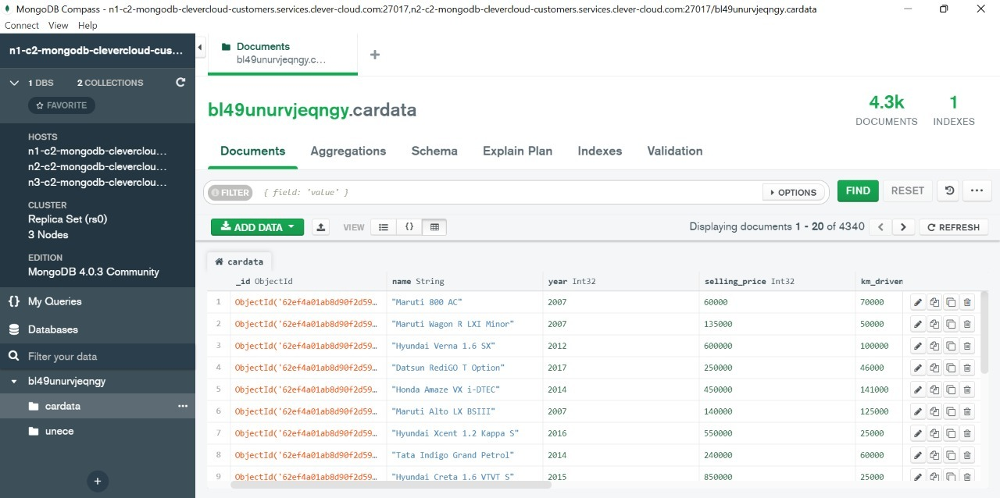 MongoDB Compass - n1-c2-mongodb-clevercloud-customers.services.clever-cloud.com:27017,n2-c2-mongodb-clevercloud-customers.services.clever-cloud.com:27017/bl49unurvjeqngy.cardata
Connect View Help
n1-c2-mongodb-clevercloud-cus...
1 DBS 2 COLLECTIONS
FAVORITE
HOSTS
n1-c2-mongodb-cleverclou...
n2-c2-mongodb-cleverclou...
n3-c2-mongodb-cleverclou...
CLUSTER
Replica Set (rs0)
3 Nodes
EDITION
MongoDB 4.0.3 Community
{} My Queries
Databases
Filter your data
bl49unurvjeqngy
cardata ...
unece
+
Documents
bl49unurvjeqngy.c...
+
bl49unurvjeqngy.cardata
4.3k
DOCUMENTS
1
INDEXES
Documents Aggregations Schema Explain Plan Indexes Validation
FILTER { field: 'value' } OPTIONS FIND RESET ...
ADD DATA VIEW {} Displaying documents 1 - 20 of 4340 < > REFRESH
cardata
_id ObjectId name String year Int32 selling_price Int32 km_driven
1 ObjectId('62ef4a01ab8d90f2d59... "Maruti 800 AC" 2007 60000 70000
2 ObjectId('62ef4a01ab8d90f2d59... "Maruti Wagon R LXI Minor" 2007 135000 50000
3 ObjectId('62ef4a01ab8d90f2d59... "Hyundai Verna 1.6 SX" 2012 600000 100000
4 ObjectId('62ef4a01ab8d90f2d59... "Datsun RediGO T Option" 2017 250000 46000
5 ObjectId('62ef4a01ab8d90f2d59... "Honda Amaze VX i-DTEC" 2014 450000 141000
6 ObjectId('62ef4a01ab8d90f2d59... "Maruti Alto LX BSIII" 2007 140000 125000
7 ObjectId('62ef4a01ab8d90f2d59... "Hyundai Xcent 1.2 Kappa S" 2016 550000 25000
8 ObjectId('62ef4a01ab8d90f2d59... "Tata Indigo Grand Petrol" 2014 240000 60000
9 ObjectId('62ef4a01ab8d90f2d59... "Hyundai Creta 1.6 VTVT S" 2015 850000 25000